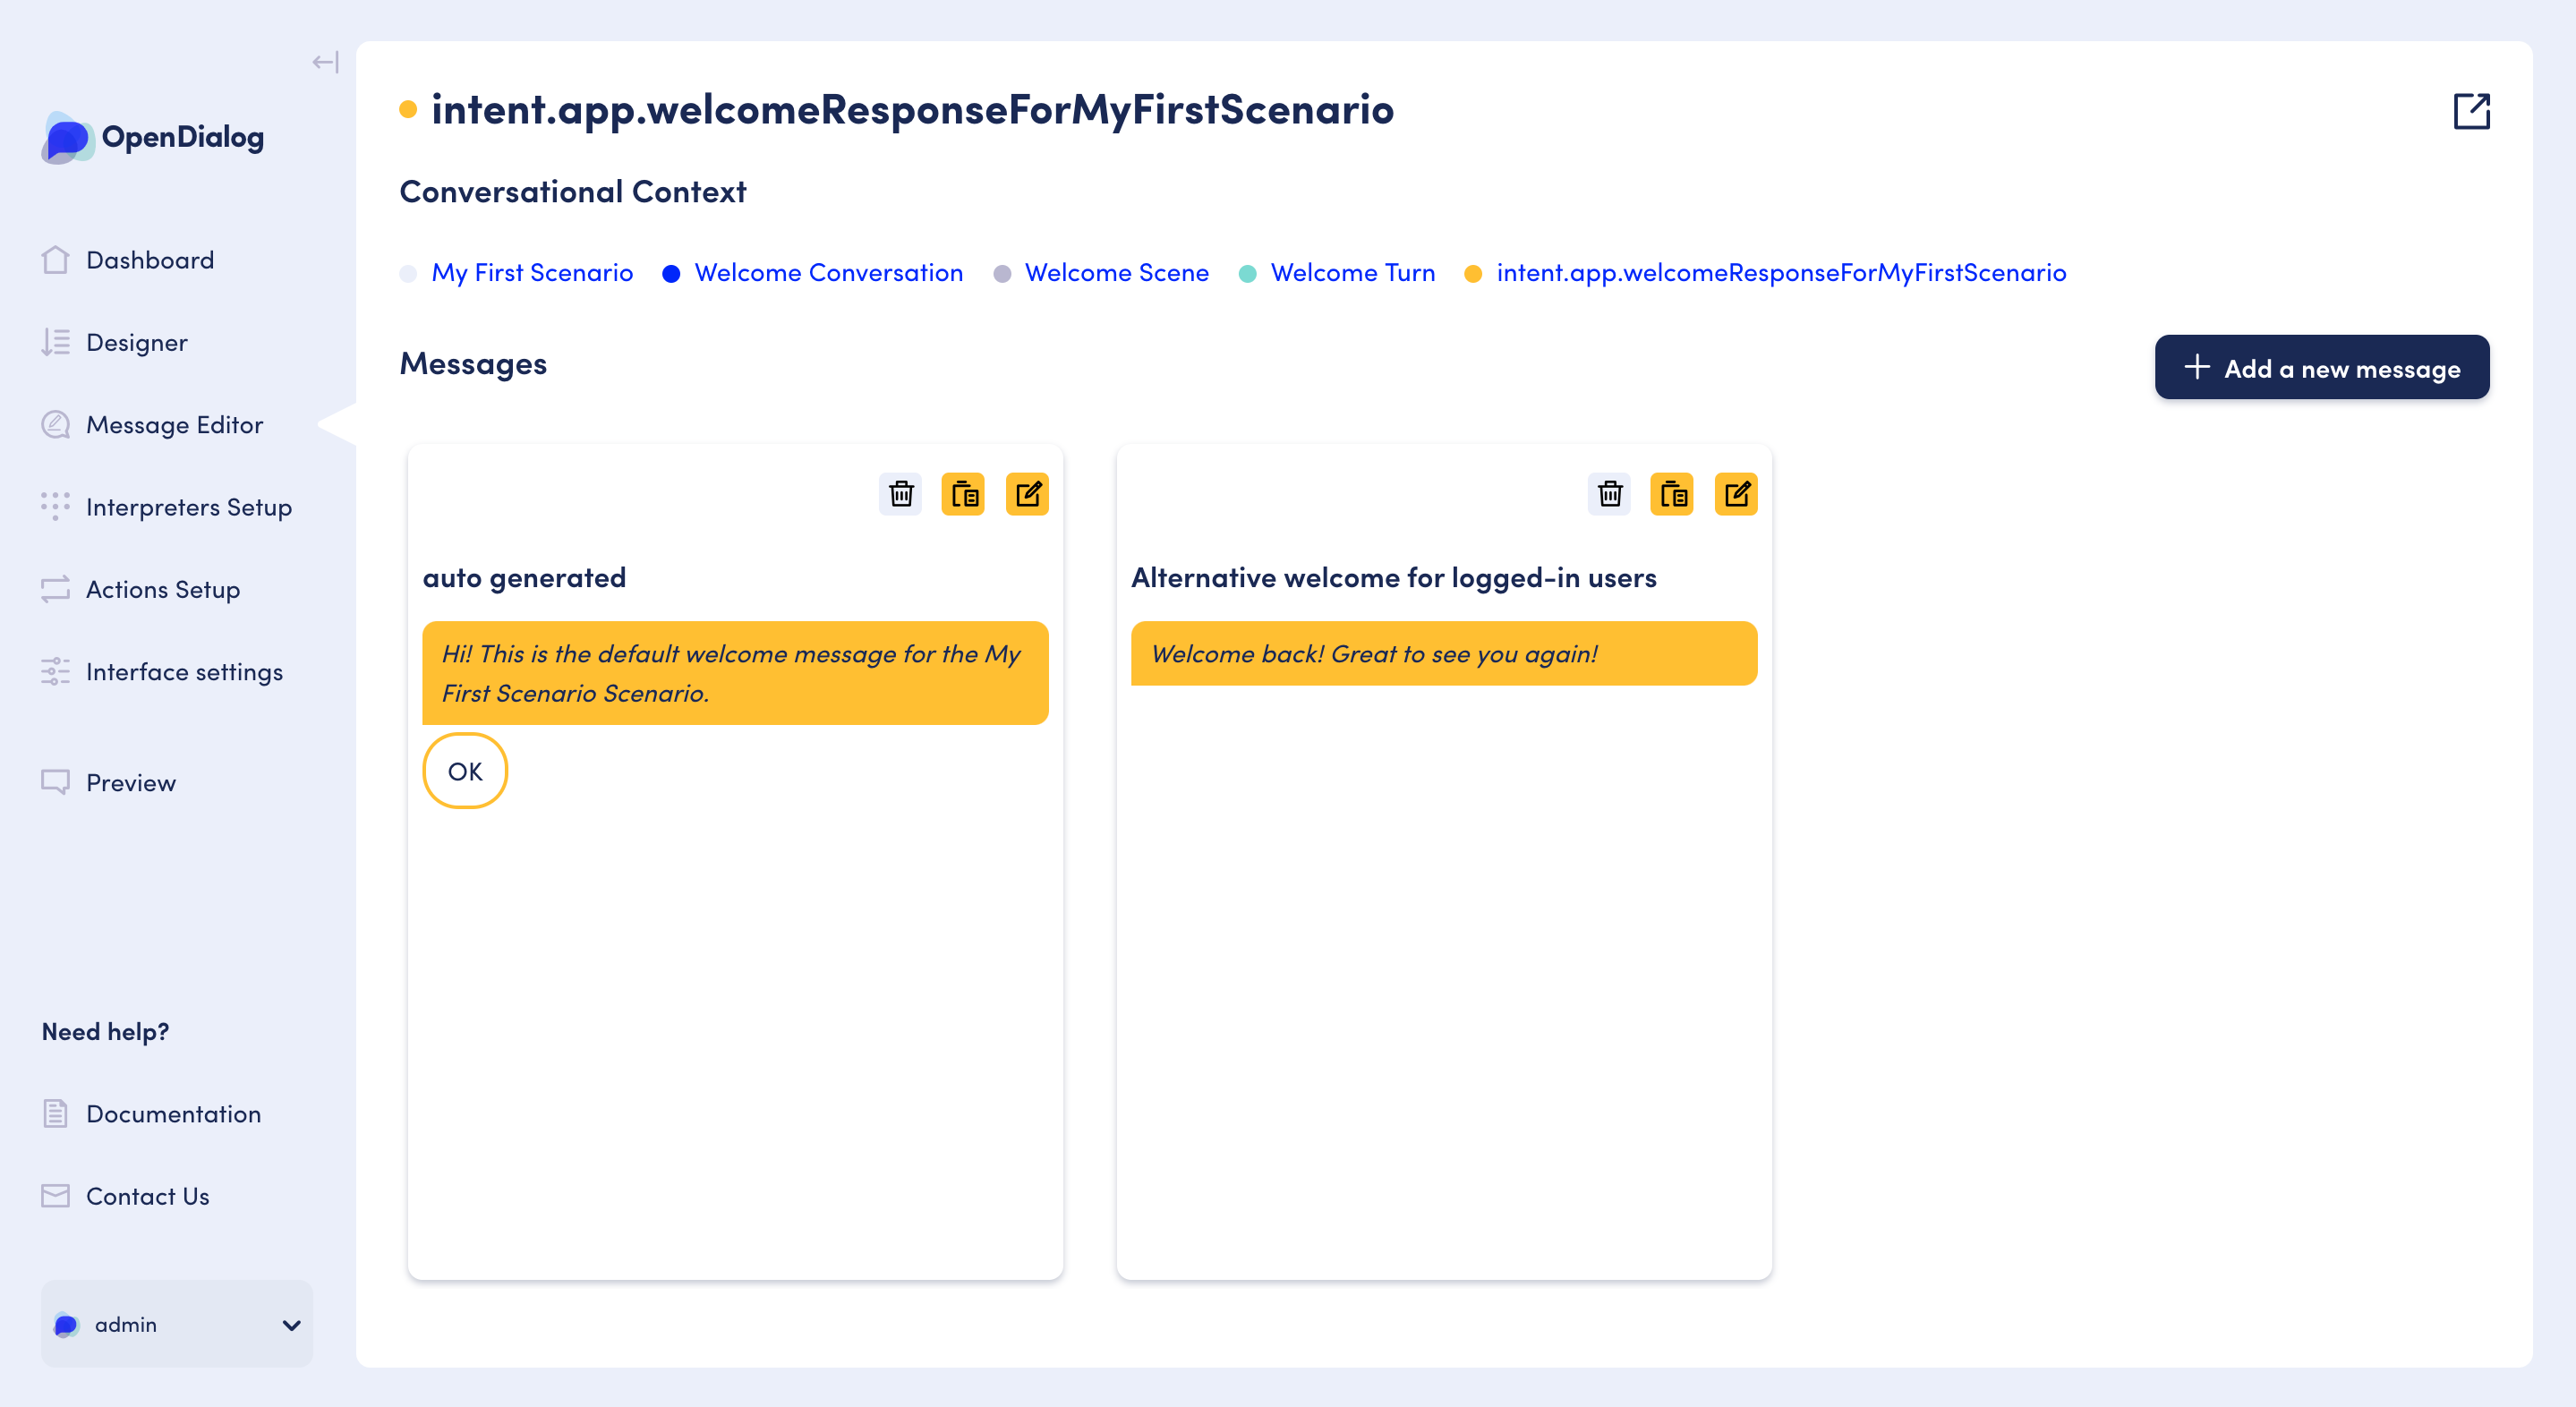 OpenDialog
Dashboard
Designer
Message Editor
Interpreters Setup
Actions Setup
Interface settings
Preview
Need help?
Documentation
Contact Us
admin
intent.app.welcomeResponseForMyFirstScenario
Conversational Context
My First Scenario Welcome Conversation Welcome Scene Welcome Turn intent.app.welcomeResponseForMyFirstScenario
Messages
Add a new message
auto generated
Hi! This is the default welcome message for the My
First Scenario Scenario.
OK
Alternative welcome for logged-in users
Welcome back! Great to see you again!